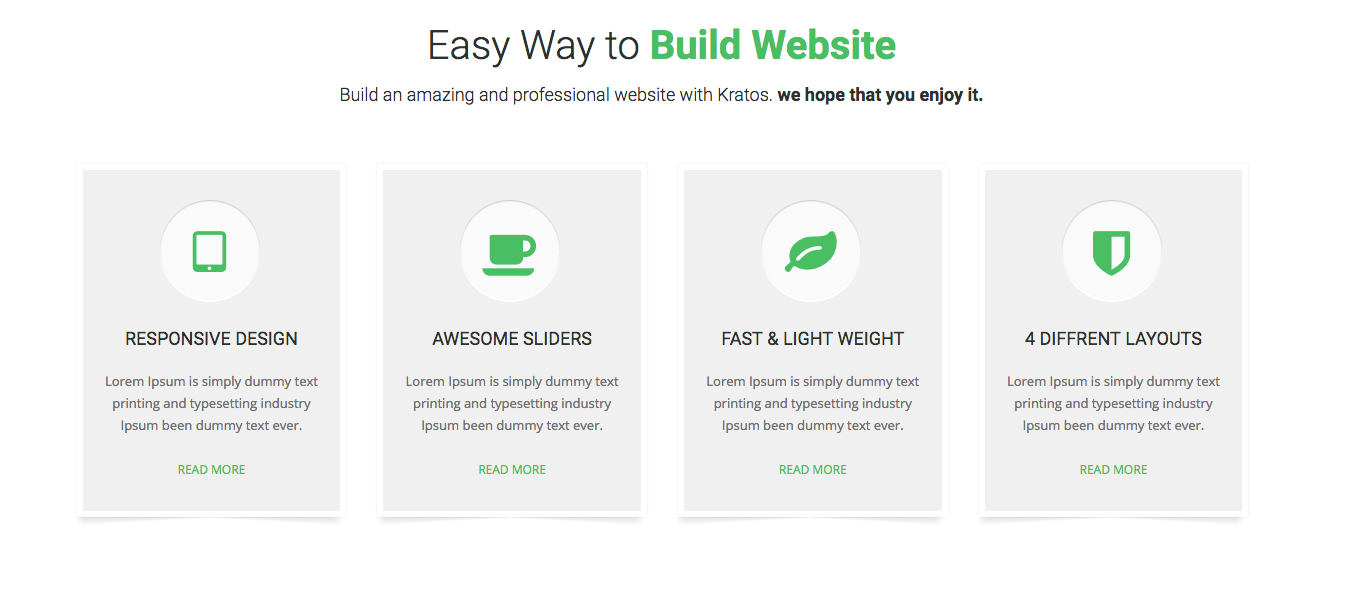 Easy Way to Build Website
Build an amazing and professional website with Kratos. we hope that you enjoy it.
RESPONSIVE DESIGN
Lorem Ipsum is simply dummy text
printing and typesetting industry
Ipsum been dummy text ever.
READ MORE
AWESOME SLIDERS
Lorem Ipsum is simply dummy text
printing and typesetting industry
Ipsum been dummy text ever.
READ MORE
FAST & LIGHT WEIGHT
Lorem Ipsum is simply dummy text
printing and typesetting industry
Ipsum been dummy text ever.
READ MORE
4 DIFFRENT LAYOUTS
Lorem Ipsum is simply dummy text
printing and typesetting industry
Ipsum been dummy text ever.
READ MORE